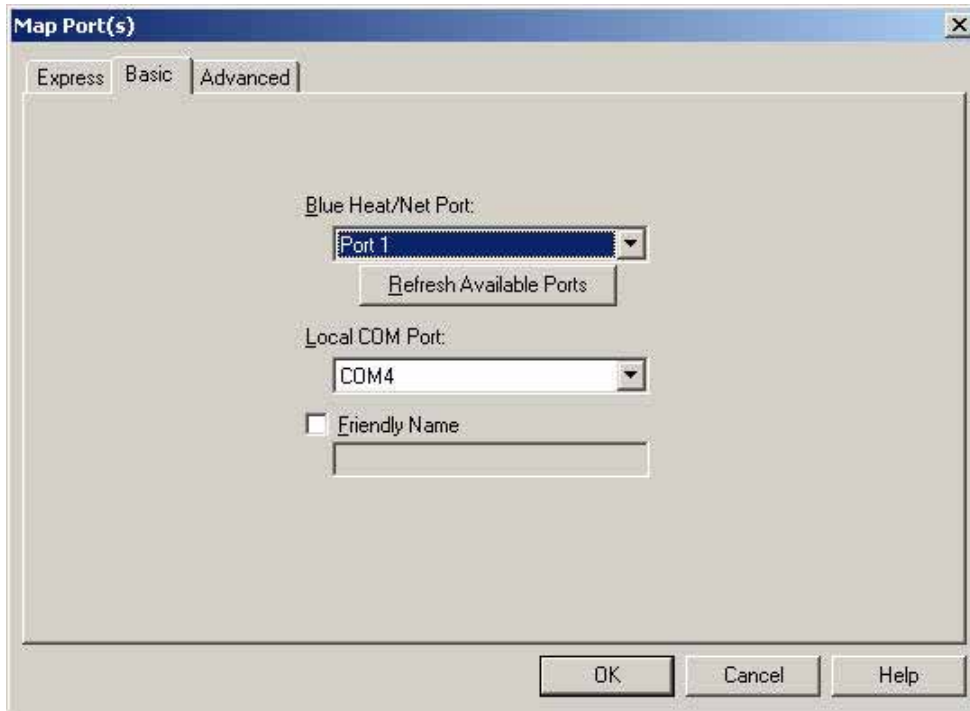 Map Port(s)
Express Basic Advanced
Blue Heat/Net Port:
Port 1
Refresh Available Ports
Local COM Port:
COM4
Friendly Name
OK Cancel Help